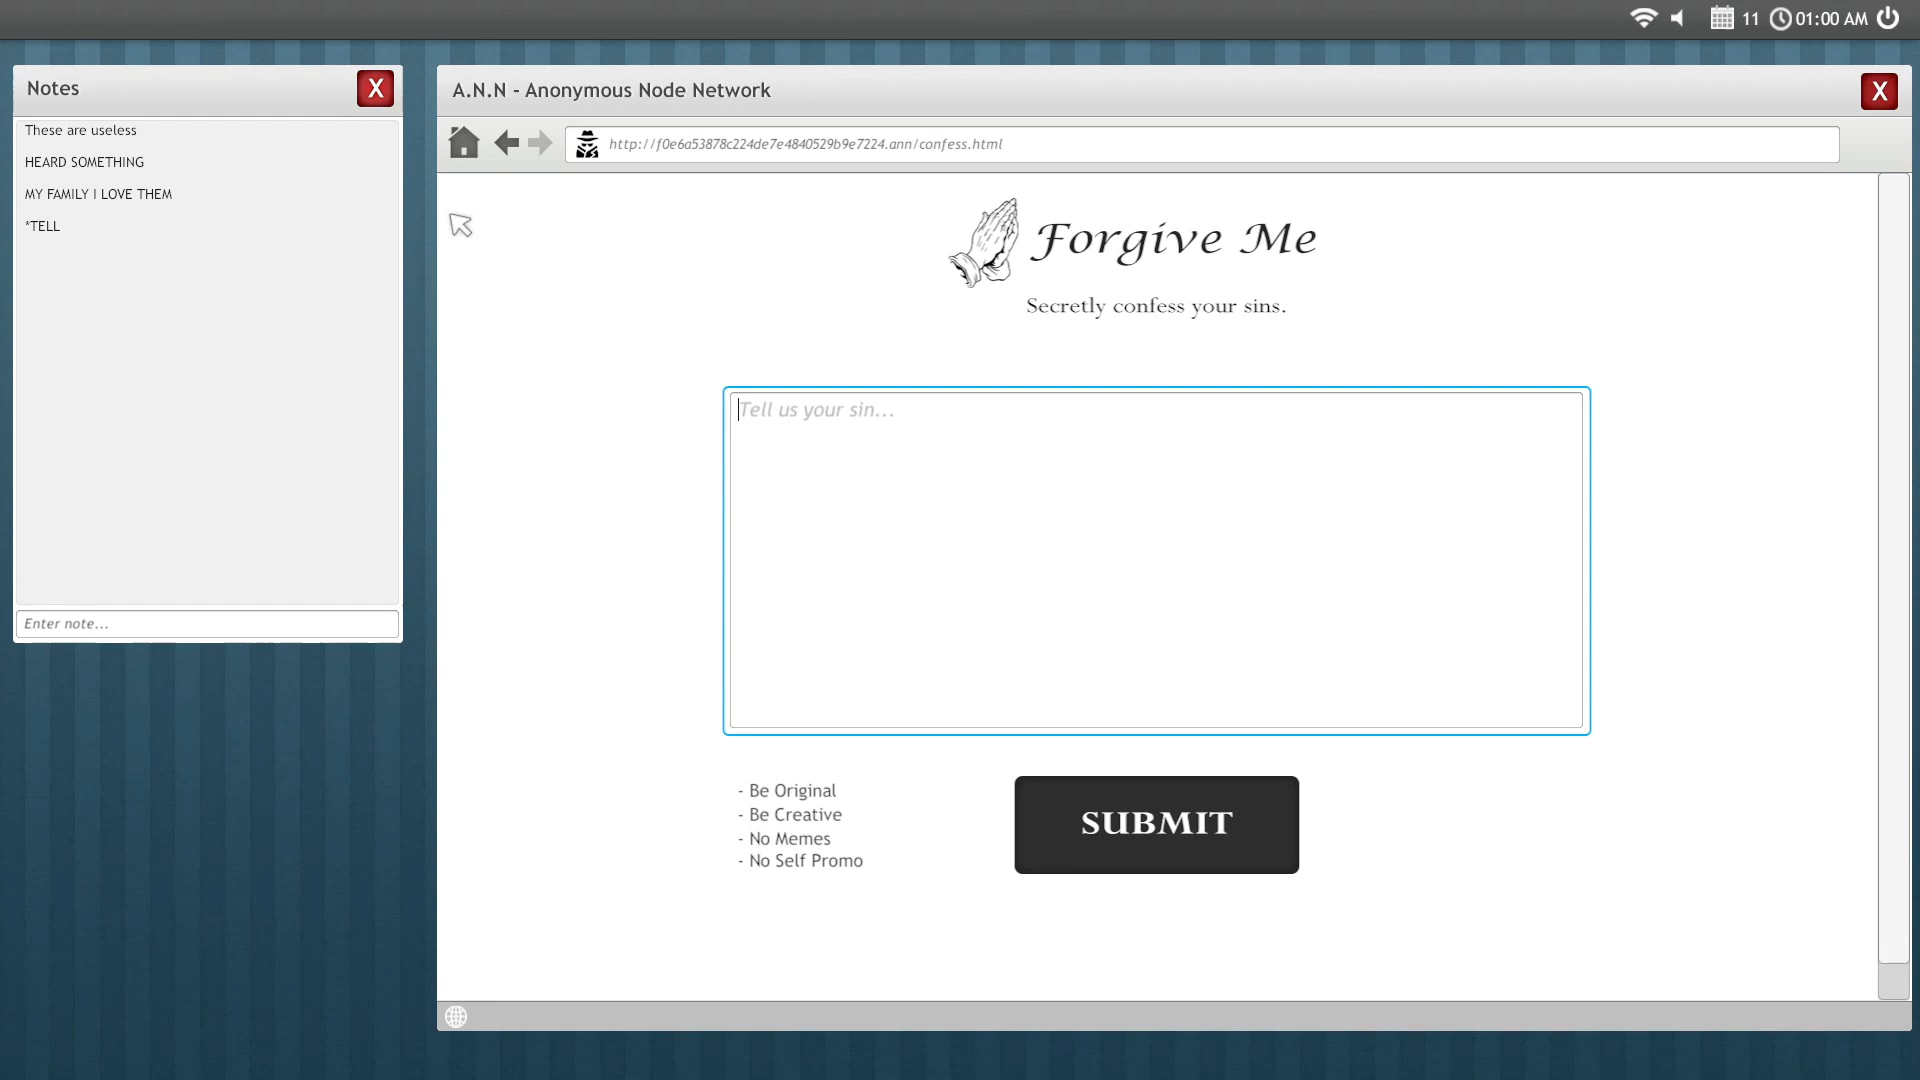 11
01:00 AM
Notes
X
These are useless
HEARD SOMETHING
MY FAMILY I LOVE THEM
*TELL
Enter note...
A.N.N - Anonymous Node Network
X
http://f0e6a53878c224de7e4840529b9e7224.ann/confess.html
Forgive Me
Secretly confess your sins.
Tell us your sin...
- Be Original
- Be Creative
- No Memes
- No Self Promo
SUBMIT